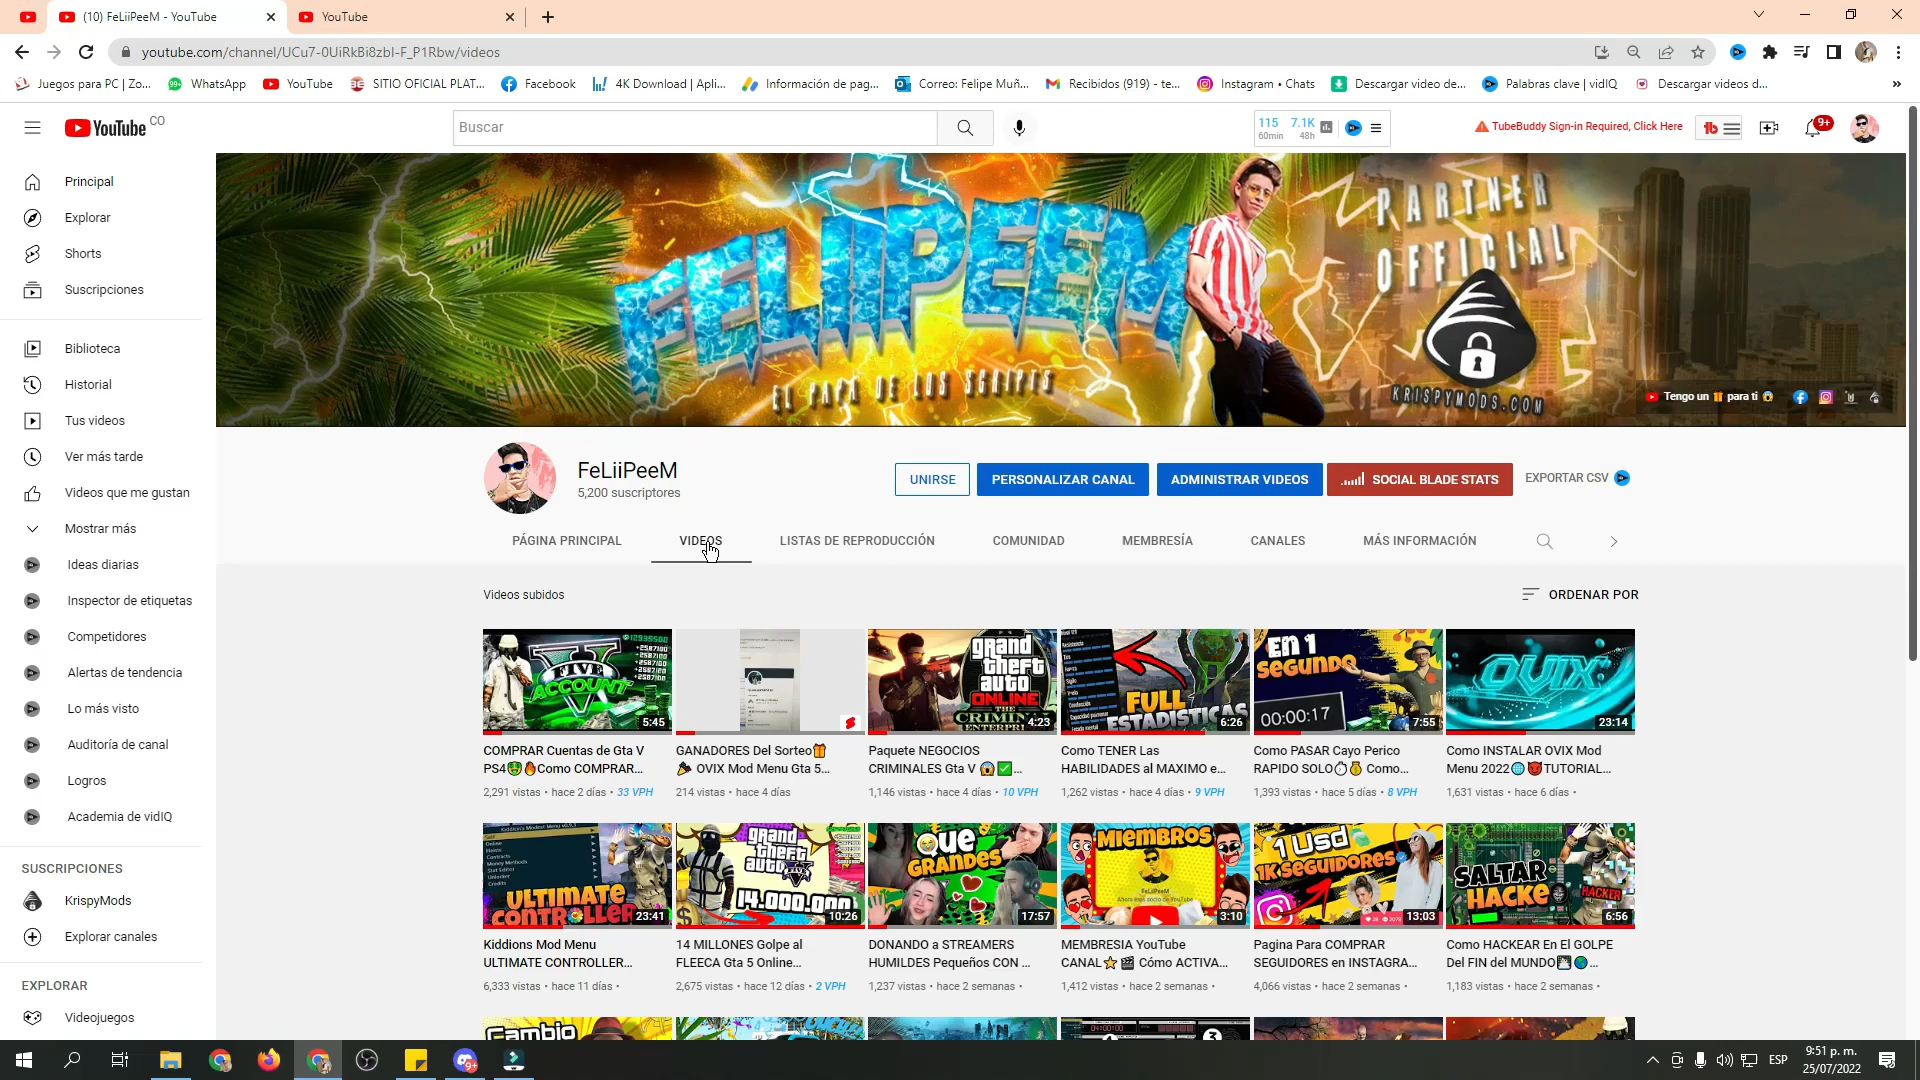 (10) FeLiiPeeM - YouTube
YouTube
youtube.com/channel/UCu7-0UiRkBi8zbI-F_P1Rbw/videos
Juegos para PC | Zo...
WhatsApp
YouTube
SITIO OFICIAL PLAT...
Facebook
4K Download | Apli...
Información de pag...
Correo: Felipe Muñ...
Recibidos (919) - te...
Instagram • Chats
Descargar video de...
Palabras clave | vidIQ
Descargar videos d...
YouTube CO
Buscar
115 7.1K
60min 48h
TubeBuddy Sign-in Required, Click Here
tb
9+
Principal
Explorar
Shorts
Suscripciones
Biblioteca
Historial
Tus videos
Ver más tarde
Videos que me gustan
Mostrar más
Ideas diarias
Inspector de etiquetas
Competidores
Alertas de tendencia
Lo más visto
Auditoría de canal
Logros
Academia de vidIQ
SUSCRIPCIONES
KrispyMods
Explorar canales
EXPLORAR
Videojuegos
FELIIPEEM
EL PAPA DE LOS SCRIPTS
PARTNER
OFFICIAL
KRISPYMODS.COM
Tengo un 🎁 para ti 😱
FeLiiPeeM
5,200 suscriptores
UNIRSE
PERSONALIZAR CANAL
ADMINISTRAR VIDEOS
SOCIAL BLADE STATS
EXPORTAR CSV
PÁGINA PRINCIPAL
VIDEOS
LISTAS DE REPRODUCCIÓN
COMUNIDAD
MEMBRESÍA
CANALES
MÁS INFORMACIÓN
Videos subidos
ORDENAR POR
FIVE
ACCOUNT
5:45
grand
theft
auto
ONLINE
THE
CRIMINAL
ENTERPRI
4:23
FULL
ESTADISTICAS
6:26
EN 1
SEGUNDO
00:00:17
7:55
OVIX
23:14
COMPRAR Cuentas de Gta V
PS4🤑🔥Como COMPRAR...
2,291 vistas • hace 2 días • 33 VPH
GANADORES Del Sorteo🎁
🎉 OVIX Mod Menu Gta 5...
214 vistas • hace 4 días
Paquete NEGOCIOS
CRIMINALES Gta V 😱✅...
1,146 vistas • hace 4 días • 10 VPH
Como TENER Las
HABILIDADES al MAXIMO e...
1,262 vistas • hace 4 días • 9 VPH
Como PASAR Cayo Perico
RAPIDO SOLO⏱💰 Como...
1,393 vistas • hace 5 días • 8 VPH
Como INSTALAR OVIX Mod
Menu 2022🌐😈TUTORIAL...
1,631 vistas • hace 6 días •
ULTIMATE
CONTROLLER
23:41
grand
theft
auto
14.000.000
10:26
QUE
GRANDES
17:57
MIEMBROS
FeLiiPeeM
3:10
1 Usd
1K SEGUIDORES
13:03
SALTAR
HACKE
HACKER
6:56
Kiddions Mod Menu
ULTIMATE CONTROLLER...
6,333 vistas • hace 11 días •
14 MILLONES Golpe al
FLEECA Gta 5 Online...
2,675 vistas • hace 12 días • 2 VPH
DONANDO a STREAMERS
HUMILDES Pequeños CON ...
1,237 vistas • hace 2 semanas •
MEMBRESIA YouTube
CANAL⭐🎬 Cómo ACTIVA...
1,412 vistas • hace 2 semanas •
Pagina Para COMPRAR
SEGUIDORES en INSTAGRA...
4,066 vistas • hace 2 semanas •
Como HACKEAR En El GOLPE
Del FIN del MUNDO🌎...
1,183 vistas • hace 2 semanas •
Cambio
ESP
9:51 p. m.
25/07/2022